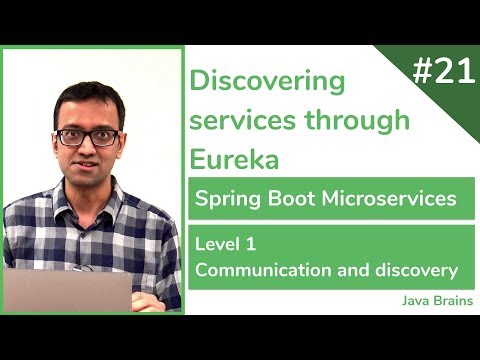 #21
Discovering
services through
Eureka
Spring Boot Microservices
Level 1
Communication and discovery
Java Brains